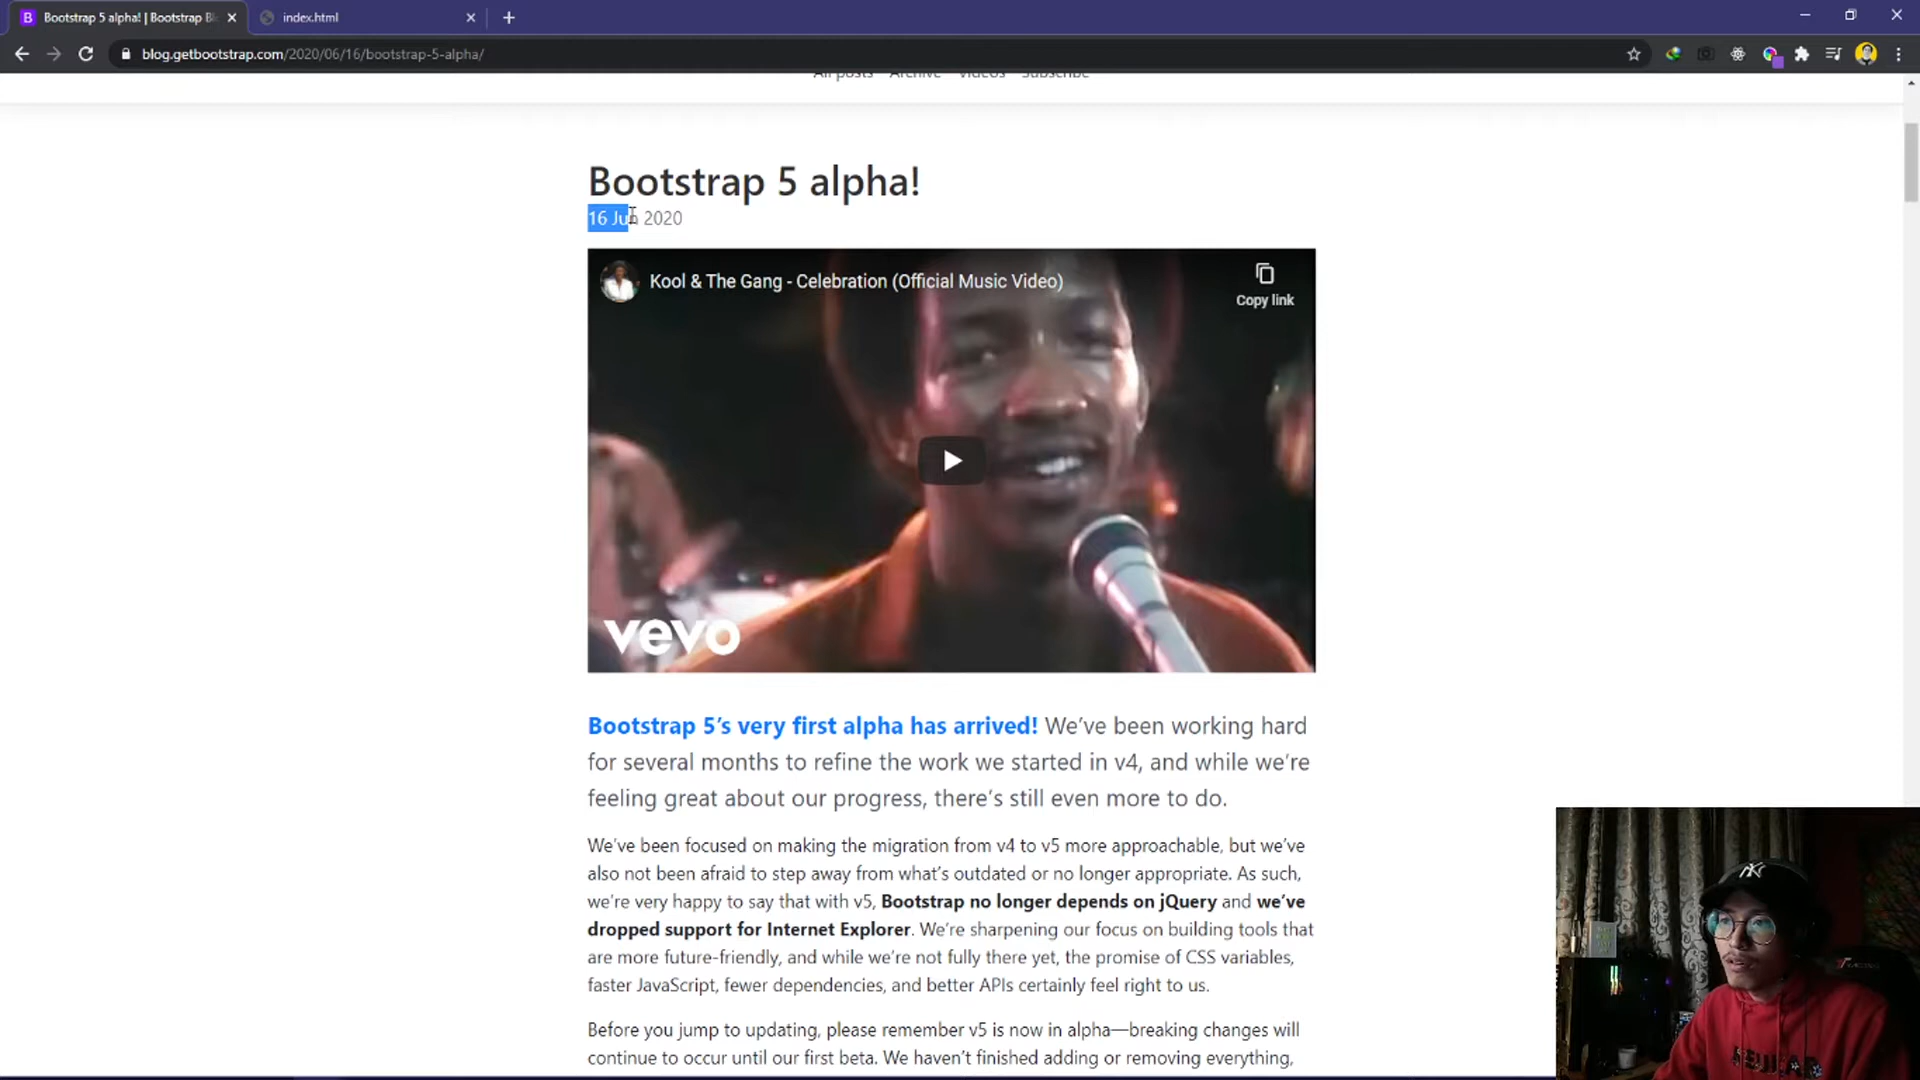 Bootstrap 5 alpha! | Bootstrap Bl
index.html
blog.getbootstrap.com/2020/06/16/bootstrap-5-alpha/
All posts Archive Videos Subscribe
Bootstrap 5 alpha!
16 Jun 2020
Kool & The Gang - Celebration (Official Music Video)
Copy link
vevo
Bootstrap 5’s very first alpha has arrived! We’ve been working hard
for several months to refine the work we started in v4, and while we’re
feeling great about our progress, there’s still even more to do.
We’ve been focused on making the migration from v4 to v5 more approachable, but we’ve
also not been afraid to step away from what’s outdated or no longer appropriate. As such,
we’re very happy to say that with v5, Bootstrap no longer depends on jQuery and we’ve
dropped support for Internet Explorer. We’re sharpening our focus on building tools that
are more future-friendly, and while we’re not fully there yet, the promise of CSS variables,
faster JavaScript, fewer dependencies, and better APIs certainly feel right to us.
Before you jump to updating, please remember v5 is now in alpha—breaking changes will
continue to occur until our first beta. We haven’t finished adding or removing everything,